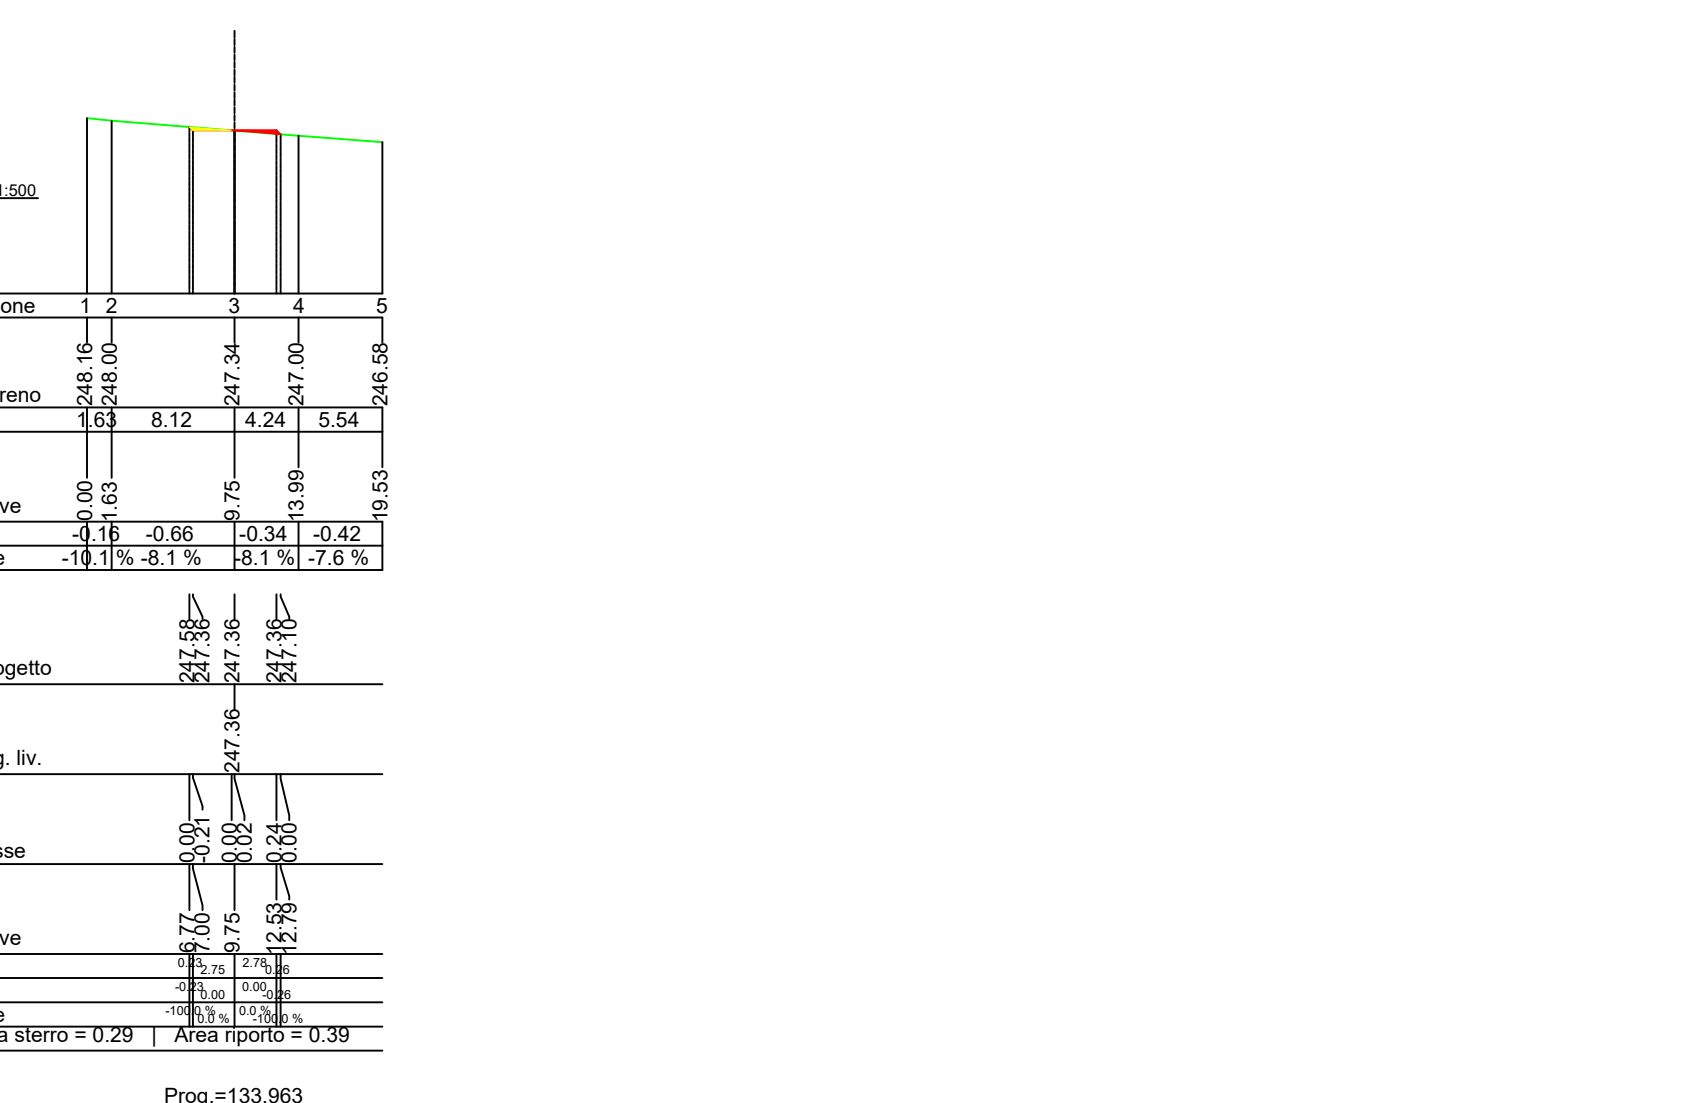 1:500
one 1 2 3 4 5
reno 248.16 248.00 247.34 247.00 246.58
1.63 8.12 4.24 5.54
ve 0.00 1.63 9.75 13.99 19.53
-0.16 -0.66 -0.34 -0.42
e -10.1 % -8.1 % -8.1 % -7.6 %
ogetto 247.58 247.36 247.36 247.36 247.10
g. liv. 247.36
sse 0.00 -0.21 0.00 0.02 0.24 0.00
ve 6.77 7.00 9.75 12.53 12.79
0.23 2.75 2.78 0.26
-0.23 0.00 0.00 -0.26
e -100.0 % 0.0 % 0.0 % -100.0 %
a sterro = 0.29 | Area riporto = 0.39
Prog.=133.963